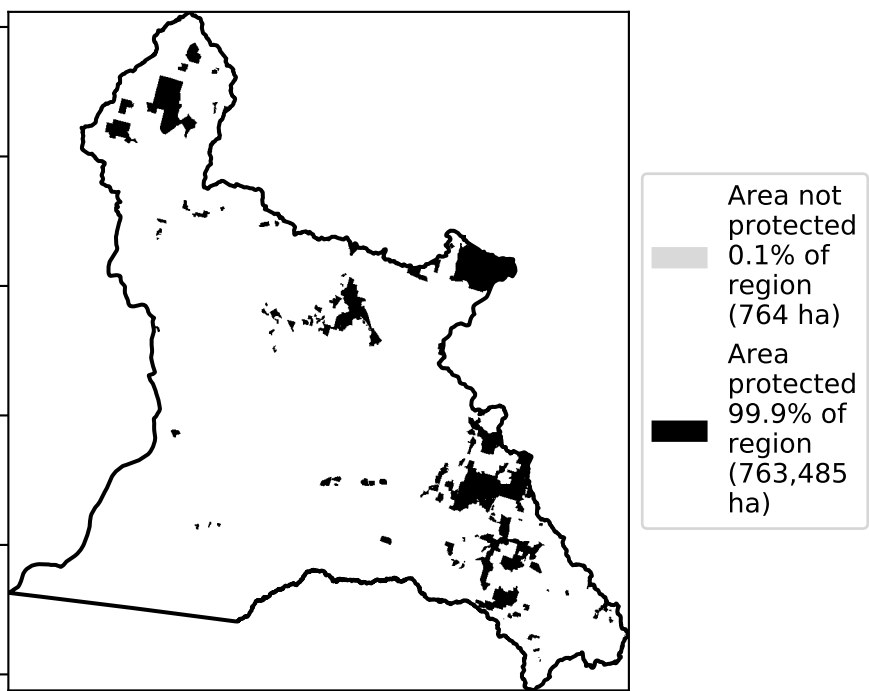 Area not
protected
0.1% of
region
(764 ha)
Area
protected
99.9% of
region
(763,485
ha)